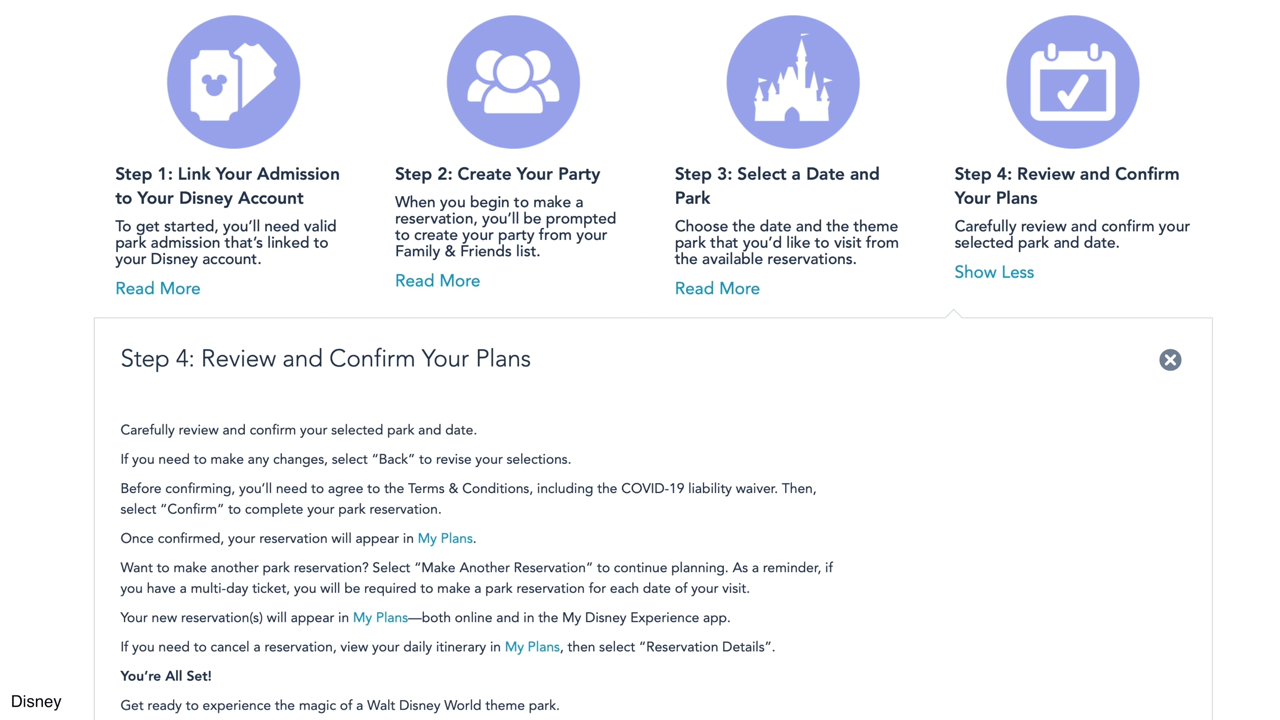 Step 1: Link Your Admission
to Your Disney Account
To get started, you’ll need valid
park admission that’s linked to
your Disney account.
Read More
Step 2: Create Your Party
When you begin to make a
reservation, you’ll be prompted
to create your party from your
Family & Friends list.
Read More
Step 3: Select a Date and
Park
Choose the date and the theme
park that you’d like to visit from
the available reservations.
Read More
Step 4: Review and Confirm
Your Plans
Carefully review and confirm your
selected park and date.
Show Less
Step 4: Review and Confirm Your Plans
Carefully review and confirm your selected park and date.
If you need to make any changes, select “Back” to revise your selections.
Before confirming, you’ll need to agree to the Terms & Conditions, including the COVID-19 liability waiver. Then,
select “Confirm” to complete your park reservation.
Once confirmed, your reservation will appear in My Plans.
Want to make another park reservation? Select “Make Another Reservation” to continue planning. As a reminder, if
you have a multi-day ticket, you will be required to make a park reservation for each date of your visit.
Your new reservation(s) will appear in My Plans—both online and in the My Disney Experience app.
If you need to cancel a reservation, view your daily itinerary in My Plans, then select “Reservation Details”.
You’re All Set!
Get ready to experience the magic of a Walt Disney World theme park.
Disney